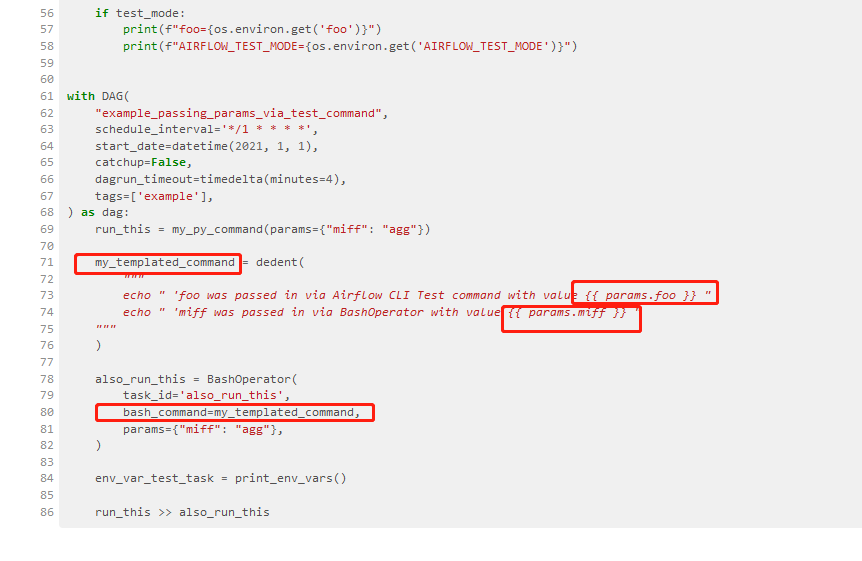 56 if test_mode:
57 print(f"foo={os.environ.get('foo')}")
58 print(f"AIRFLOW_TEST_MODE={os.environ.get('AIRFLOW_TEST_MODE')}")
59
60
61 with DAG(
62 "example_passing_params_via_test_command",
63 schedule_interval='*/1 * * * *',
64 start_date=datetime(2021, 1, 1),
65 catchup=False,
66 dagrun_timeout=timedelta(minutes=4),
67 tags=['example'],
68 ) as dag:
69 run_this = my_py_command(params={"miff": "agg"})
70
71 my_templated_command = dedent(
72 """
73 echo " 'foo was passed in via Airflow CLI Test command with value {{ params.foo }} "
74 echo " 'miff was passed in via BashOperator with value {{ params.miff }} "
75 """
76 )
77
78 also_run_this = BashOperator(
79 task_id='also_run_this',
80 bash_command=my_templated_command,
81 params={"miff": "agg"},
82 )
83
84 env_var_test_task = print_env_vars()
85
86 run_this >> also_run_this